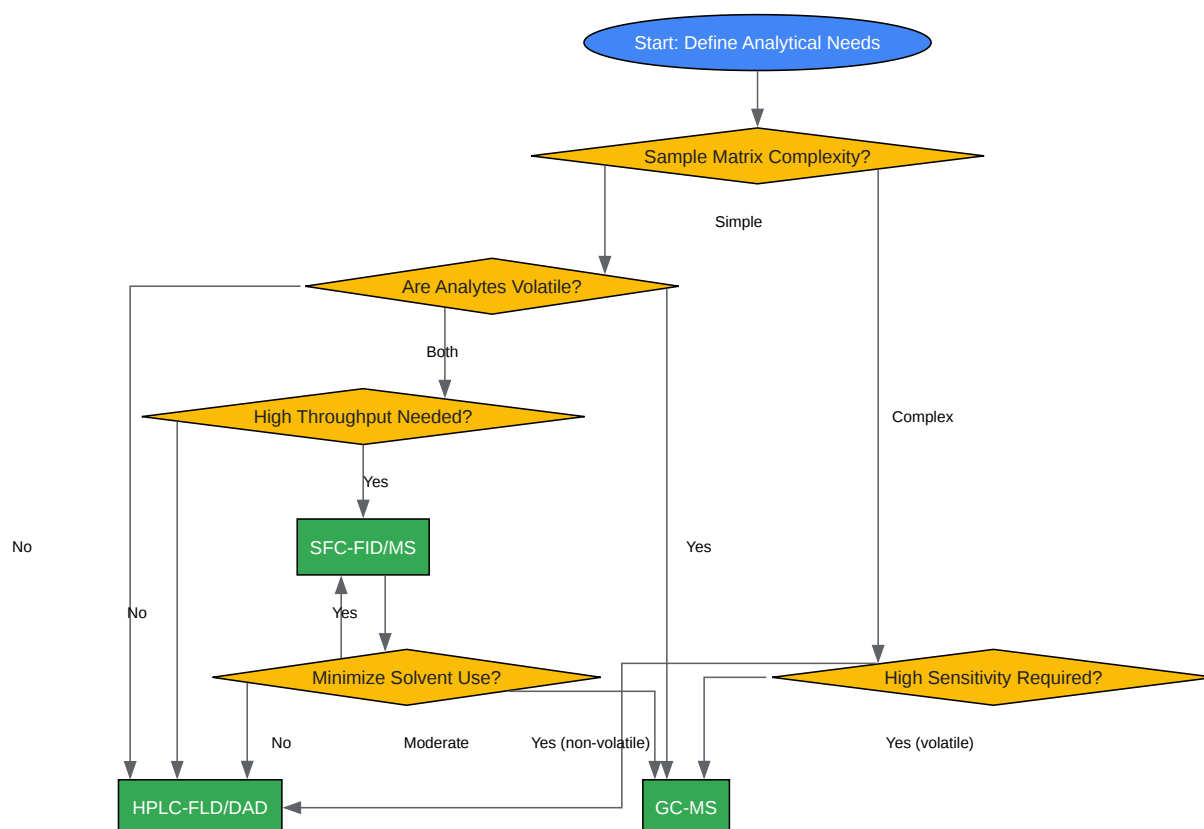 Start: Define Analytical Needs
Sample Matrix Complexity?
Simple
Are Analytes Volatile?
Both
High Throughput Needed?
Complex
Yes
No
SFC-FID/MS
Yes
No
Yes
Minimize Solvent Use?
High Sensitivity Required?
No
Moderate
Yes (non-volatile)
Yes (volatile)
HPLC-FLD/DAD
GC-MS